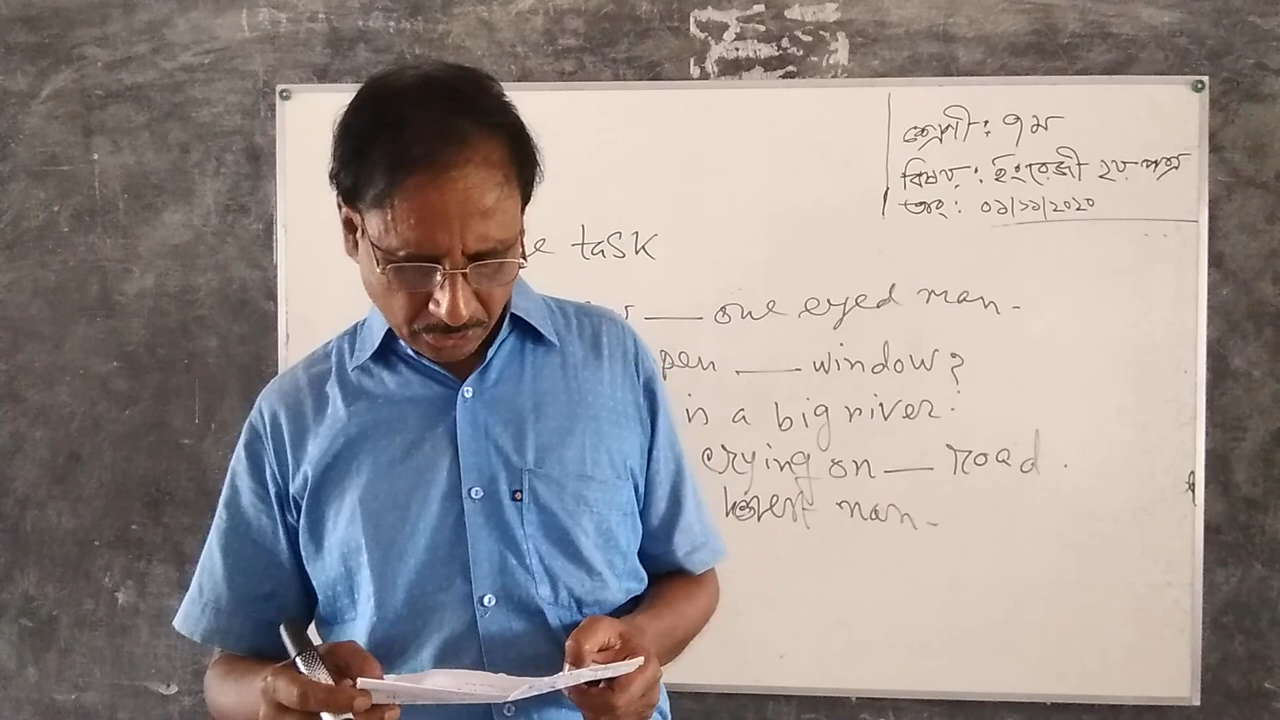 শ্রেণী: ৭ম
বিষয়: ইংরেজী ২য় পত্র
তাং: ০১/১১/২০২০
task
— one eyed man.
pen — window?
is a big river.
crying on — road.
honest man.